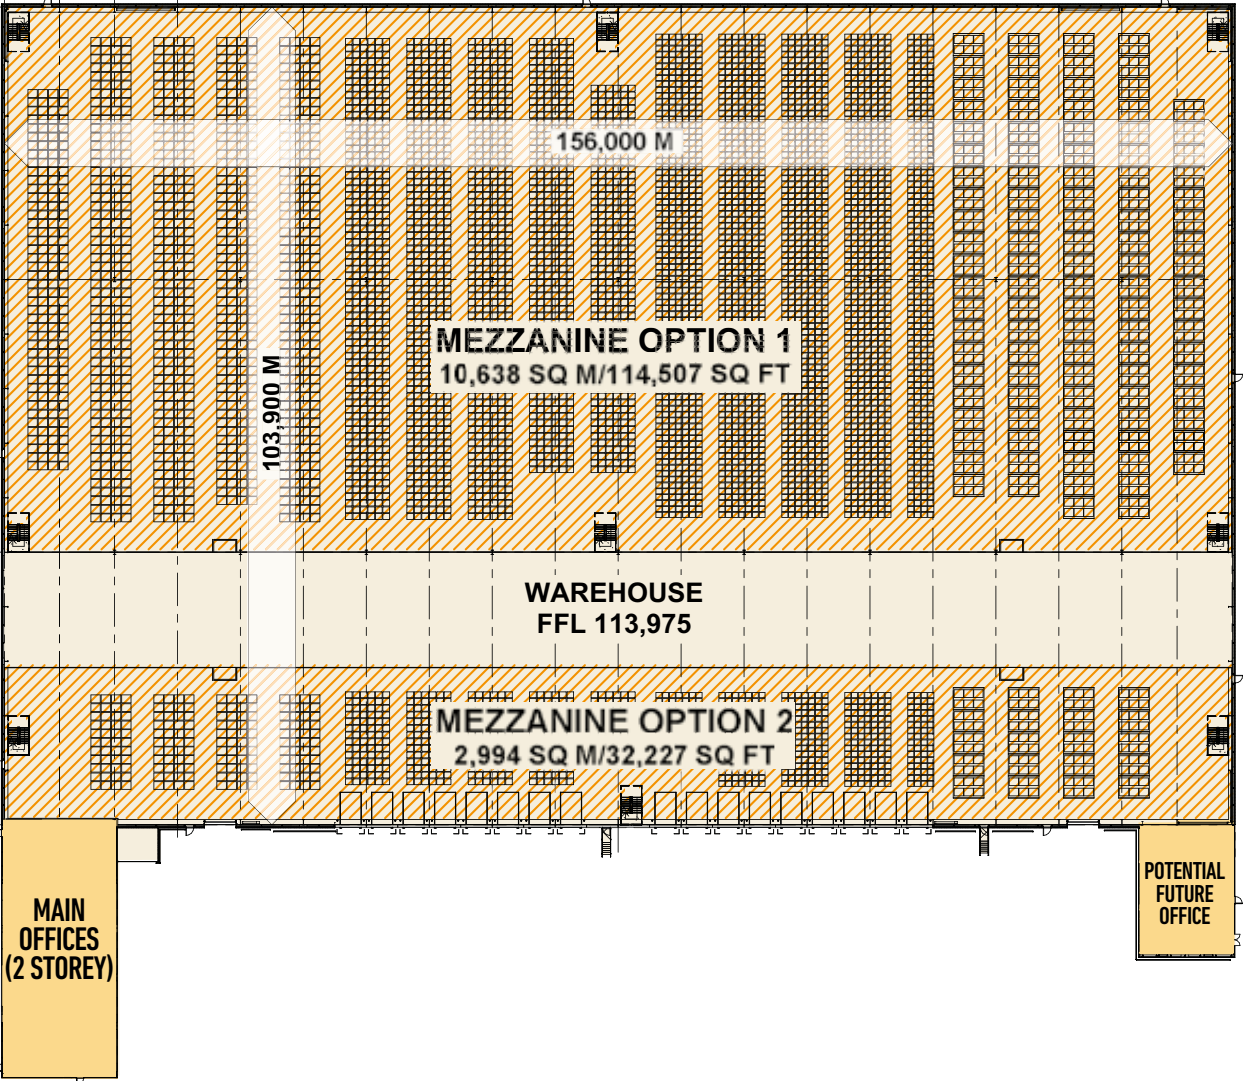 156,000 M
MEZZANINE OPTION 1
10,638 SQ M/114,507 SQ FT
103,900 M
WAREHOUSE
FFL 113,975
MEZZANINE OPTION 2
2,994 SQ M/32,227 SQ FT
MAIN
OFFICES
(2 STOREY)
POTENTIAL
FUTURE
OFFICE